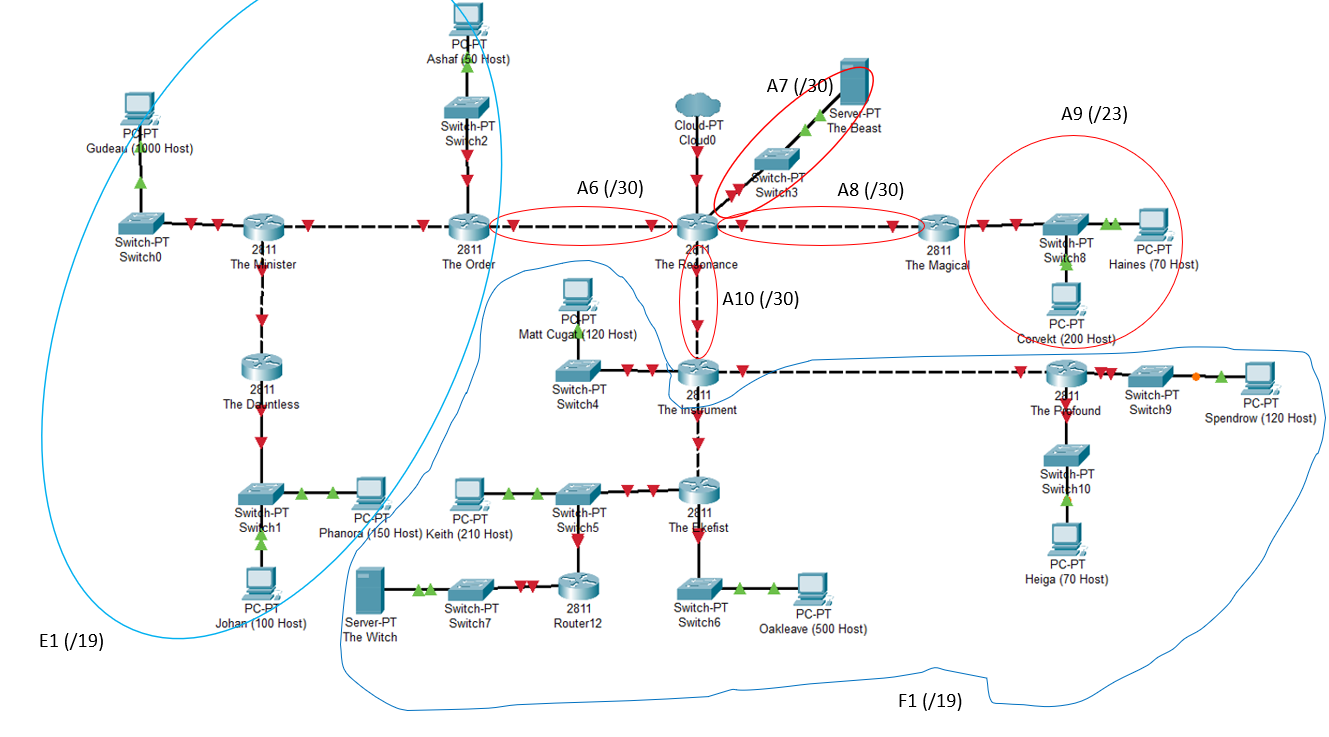 PC-PT
Ashaf (50 Host)
Switch-PT
Switch2
PC-PT
Gudeau (1000 Host)
Switch-PT
Switch0
2811
The Minister
2811
The Order
A6 (/30)
Cloud-PT
Cloud0
A7 (/30)
Server-PT
The Beast
Switch-PT
Switch3
2811
The Resonance
A8 (/30)
2811
The Magical
A9 (/23)
Switch-PT
Switch8
PC-PT
Haines (70 Host)
PC-PT
Corvekt (200 Host)
A10 (/30)
PC-PT
Matt Cugat (120 Host)
Switch-PT
Switch4
2811
The Instrument
2811
The Profound
Switch-PT
Switch9
PC-PT
Spendrow (120 Host)
Switch-PT
Switch10
PC-PT
Heiga (70 Host)
2811
The Dauntless
Switch-PT
Switch1
PC-PT
Phanora (150 Host)
PC-PT
Johan (100 Host)
E1 (/19)
PC-PT
Keith (210 Host)
Switch-PT
Switch5
2811
Server-PT
The Witch
Switch-PT
Switch7
2811
Router12
Switch-PT
Switch6
PC-PT
Oakleave (500 Host)
F1 (/19)